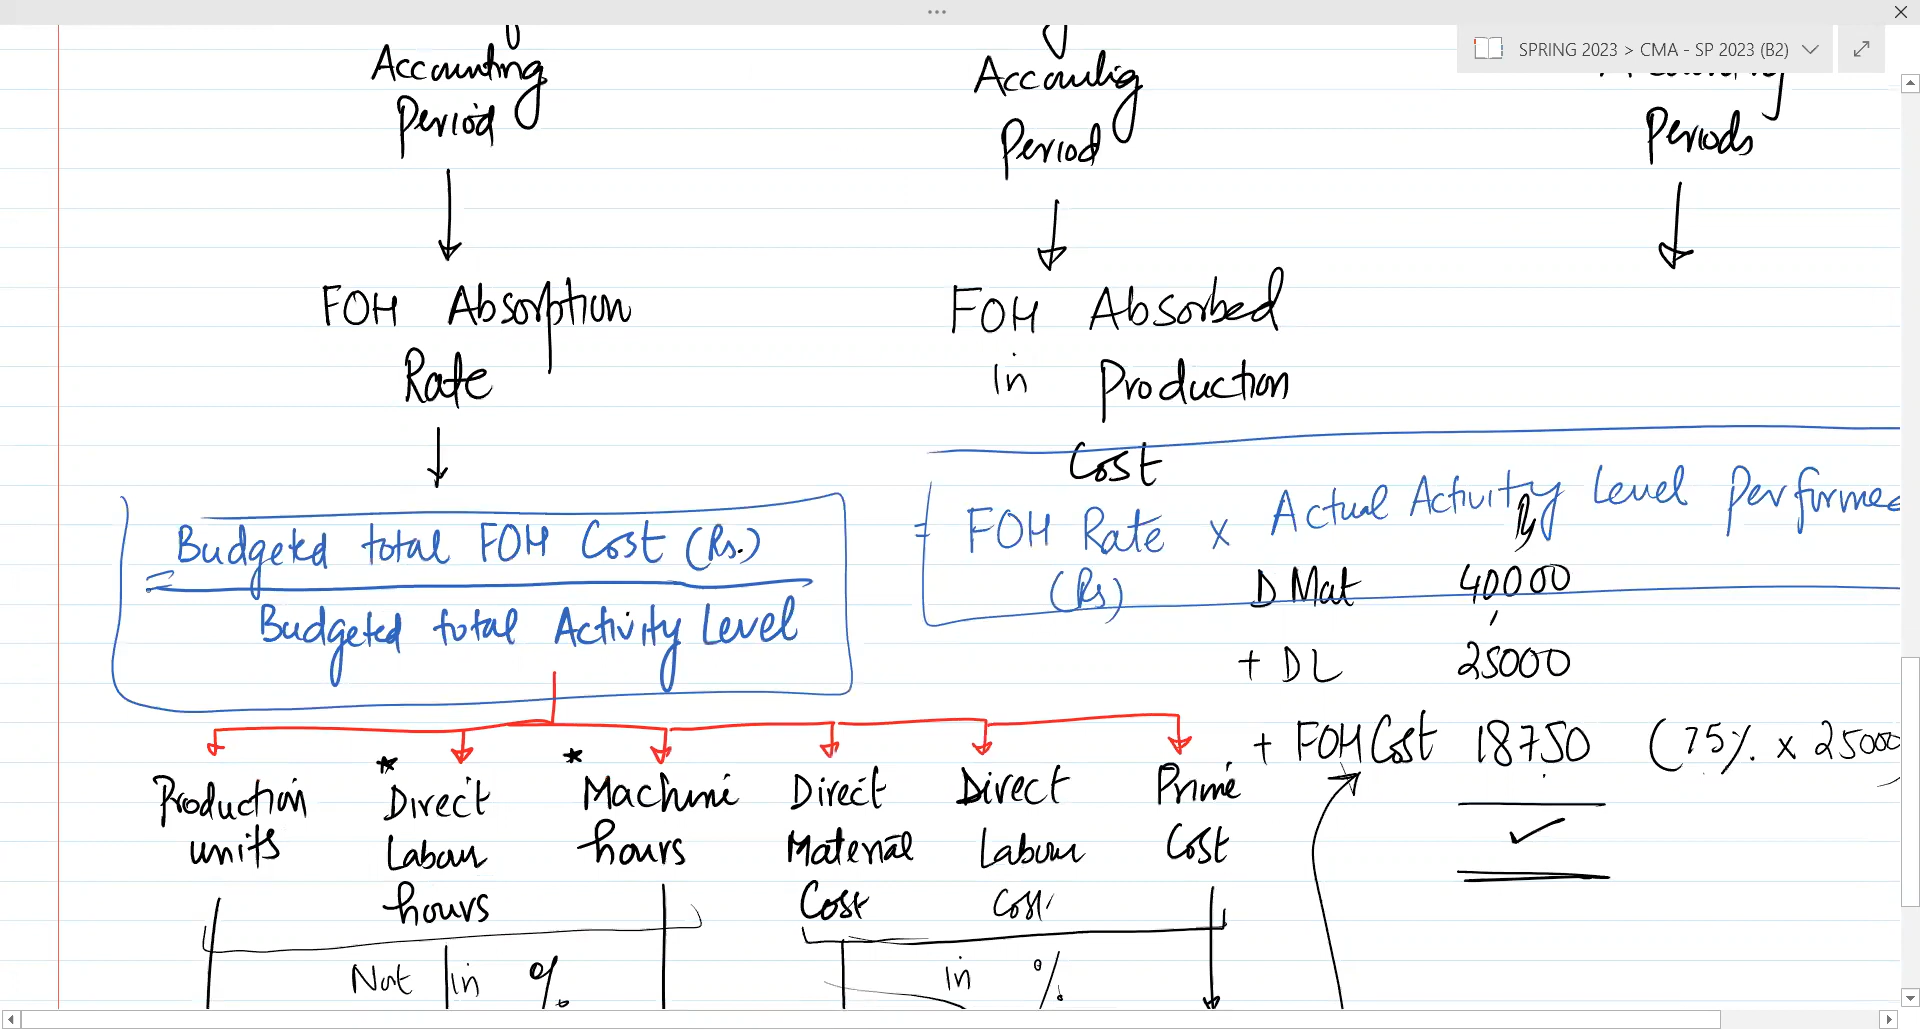 SPRING 2023 > CMA - SP 2023 (B2)
Accounting
Period
Accounting
Period
Periods
FOH Absorption
Rate
FOH Absorbed
in Production
Cost
= Budgeted total FOH Cost (Rs.)
Budgeted total Activity Level
= FOH Rate x Actual Activity Level Performed
(Rs)
D Mat 40000
+ DL 25000
+ FOH Cost 18750 (75% x 25000)
Production
units
* Direct
Labour
hours
* Machine
hours
Direct
Material
Cost
Direct
Labour
Cost
Prime
Cost
Not in %
in %